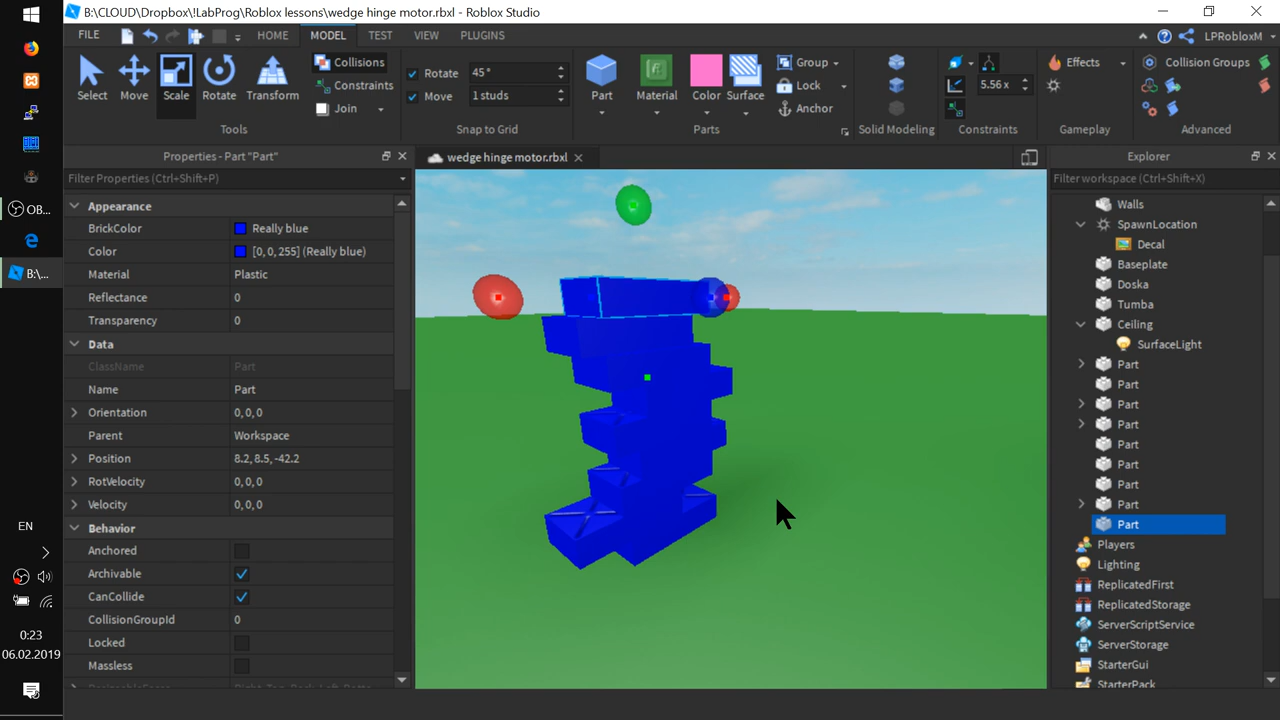 B:\CLOUD\Dropbox\!LabProg\Roblox lessons\wedge hinge motor.rbxl - Roblox Studio
FILE HOME MODEL TEST VIEW PLUGINS LPRobloxM
Select Move Scale Rotate Transform
Collisions
Constraints
Join
Tools
Rotate 45°
Move 1 studs
Snap to Grid
Part Material Color Surface
Group
Lock
Anchor
Parts
Solid Modeling
5.56 x
Constraints
Effects
Gameplay
Collision Groups
Advanced
OB...
B:\...
EN
0:23
06.02.2019
Properties - Part "Part"
Filter Properties (Ctrl+Shift+P)
Appearance
BrickColor Really blue
Color [0, 0, 255] (Really blue)
Material Plastic
Reflectance 0
Transparency 0
Data
ClassName Part
Name Part
Orientation 0, 0, 0
Parent Workspace
Position 8.2, 8.5, -42.2
RotVelocity 0, 0, 0
Velocity 0, 0, 0
Behavior
Anchored
Archivable
CanCollide
CollisionGroupId 0
Locked
Massless
wedge hinge motor.rbxl
Explorer
Filter workspace (Ctrl+Shift+X)
Walls
SpawnLocation
Decal
Baseplate
Doska
Tumba
Ceiling
SurfaceLight
Part
Part
Part
Part
Part
Part
Part
Part
Part
Players
Lighting
ReplicatedFirst
ReplicatedStorage
ServerScriptService
ServerStorage
StarterGui
StarterPack